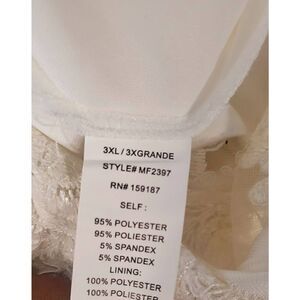 3XL / 3XGRANDE
STYLE# MF2397
RN# 159187
SELF :
95% POLYESTER
95% POLIESTER
5% SPANDEX
5% SPANDEX
LINING:
100% POLYESTER
100% POLIESTER